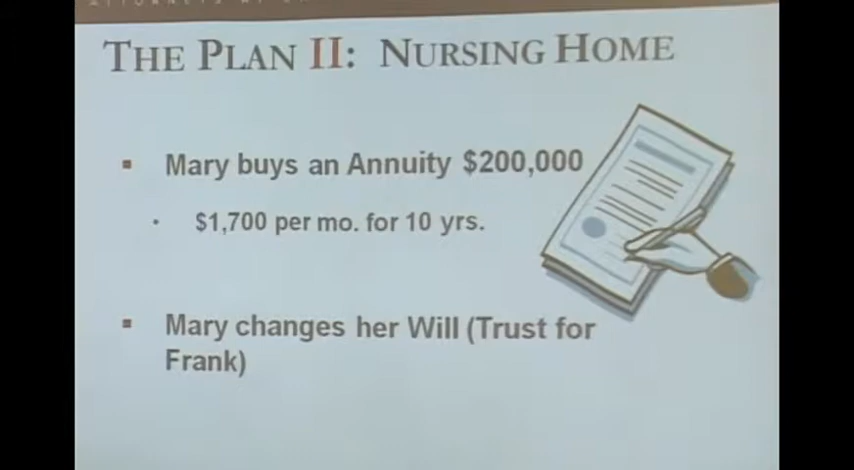 THE PLAN II: NURSING HOME
▪ Mary buys an Annuity $200,000
• $1,700 per mo. for 10 yrs.
▪ Mary changes her Will (Trust for
Frank)